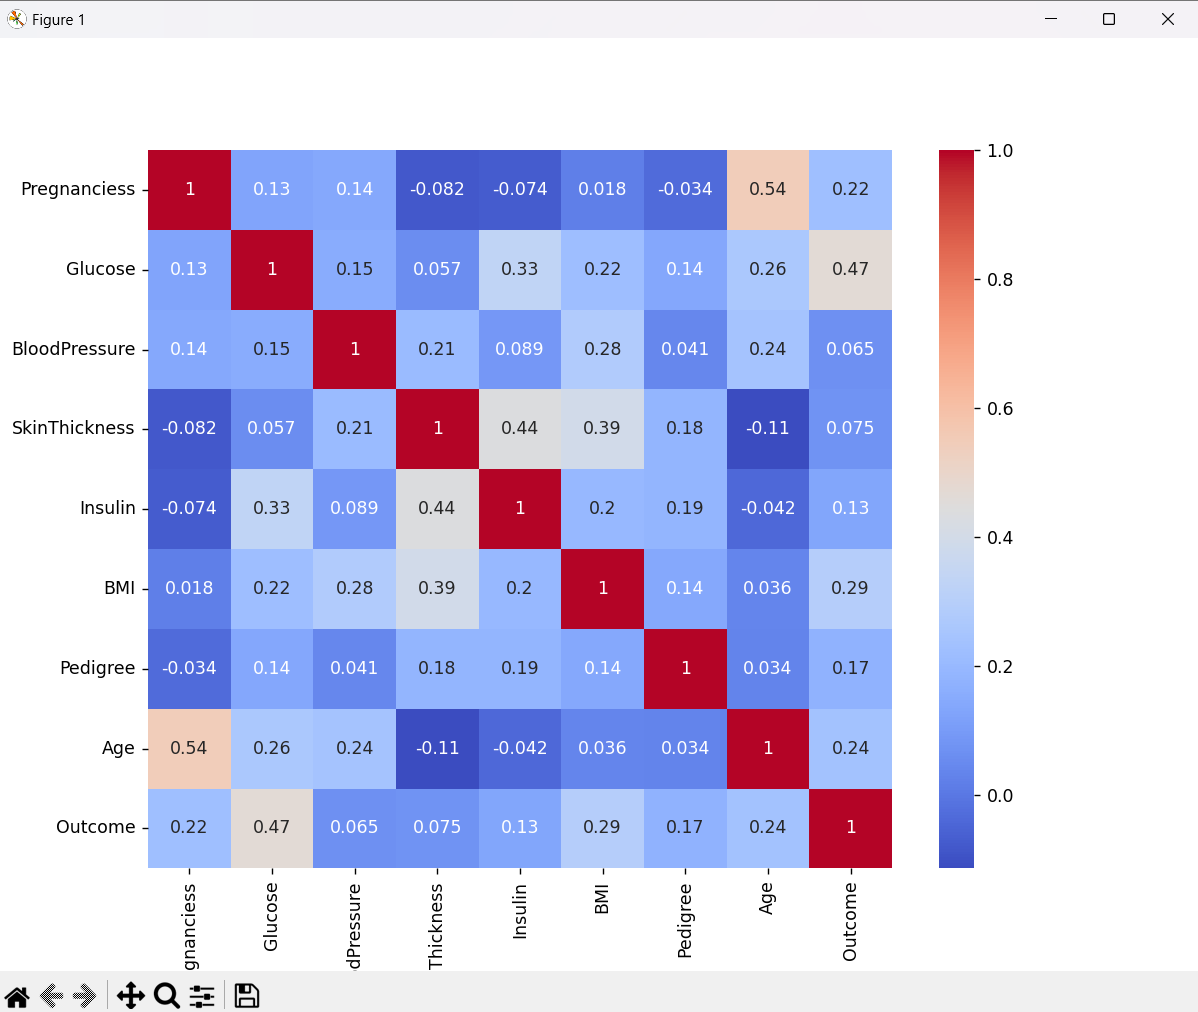 Figure 1
Pregnanciess 1 0.13 0.14 -0.082 -0.074 0.018 -0.034 0.54 0.22
Glucose 0.13 1 0.15 0.057 0.33 0.22 0.14 0.26 0.47
BloodPressure 0.14 0.15 1 0.21 0.089 0.28 0.041 0.24 0.065
SkinThickness -0.082 0.057 0.21 1 0.44 0.39 0.18 -0.11 0.075
Insulin -0.074 0.33 0.089 0.44 1 0.2 0.19 -0.042 0.13
BMI 0.018 0.22 0.28 0.39 0.2 1 0.14 0.036 0.29
Pedigree -0.034 0.14 0.041 0.18 0.19 0.14 1 0.034 0.17
Age 0.54 0.26 0.24 -0.11 -0.042 0.036 0.034 1 0.24
Outcome 0.22 0.47 0.065 0.075 0.13 0.29 0.17 0.24 1
gnanciess
Glucose
dPressure
Thickness
Insulin
BMI
Pedigree
Age
Outcome
1.0
0.8
0.6
0.4
0.2
0.0